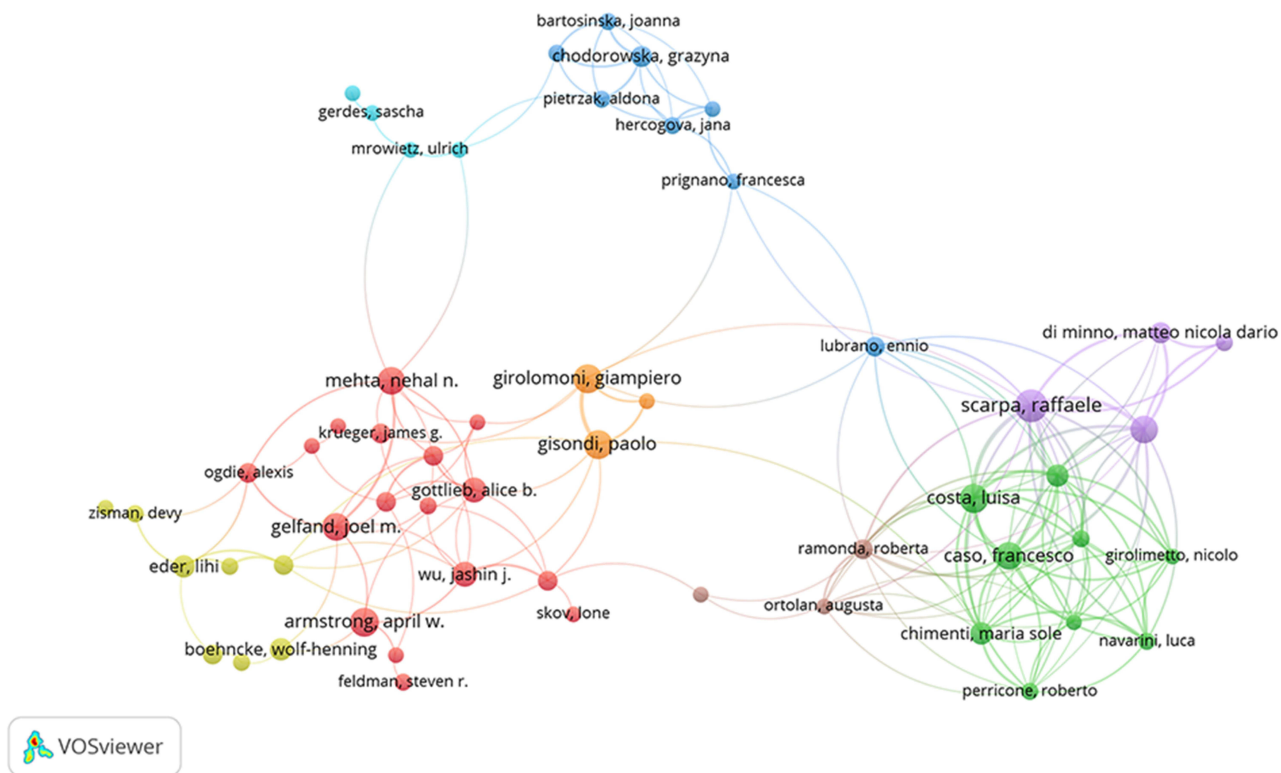 bartosinska, joanna
chodorowska, grazyna
pietrzak, aldona
gerdes, sascha
hercogova, jana
mrowietz, ulrich
prignano, francesca
di minno, matteo nicola dario
lubrano, ennio
mehta, nehal n.
girolomoni, giampiero
scarpa, raffaele
krueger, james g.
gisondi, paolo
ogdie, alexis
gottlieb, alice b.
costa, luisa
zisman, devy
gelfand, joel m.
ramonda, roberta
caso, francesco
girolimetto, nicolo
eder, lihi
wu, jashin j.
ortolan, augusta
skov, lone
armstrong, april w.
chimenti, maria sole
navarini, luca
boehncke, wolf-henning
feldman, steven r.
perricone, roberto
VOSviewer